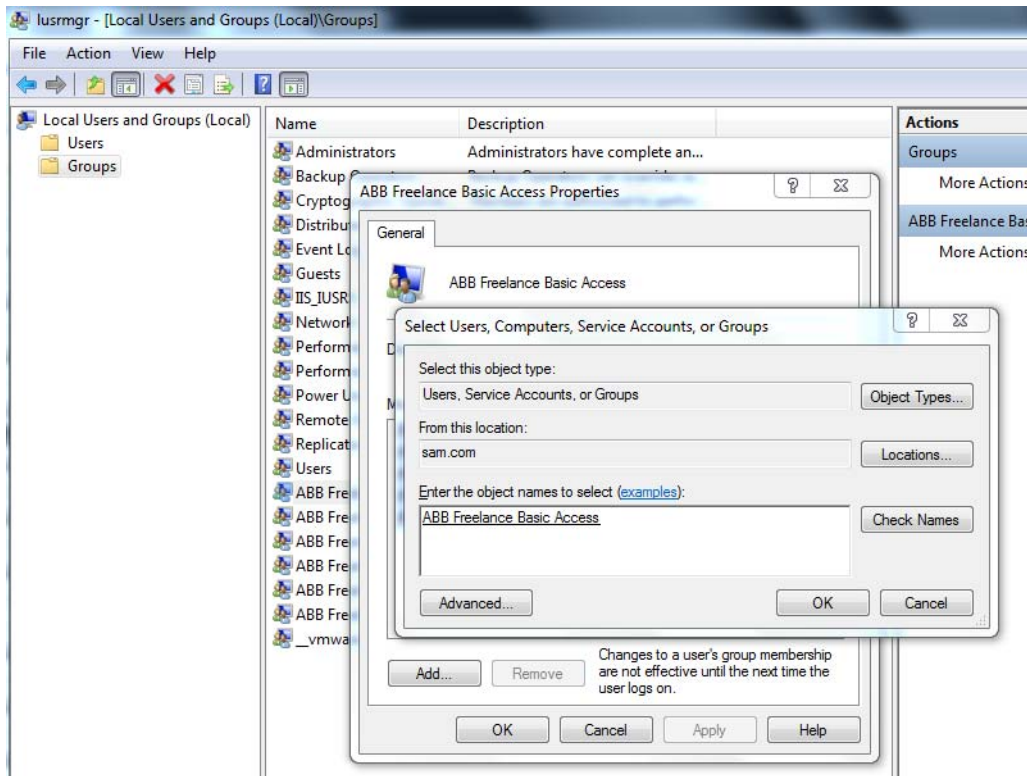 lusrmgr - [Local Users and Groups (Local)\Groups]
File Action View Help
Local Users and Groups (Local)
Users
Groups
Name Description
Administrators Administrators have complete an...
Backup
Cryptog
Distribu
Event Lo
Guests
IIS_IUSR
Network
Perform
Perform
Power U
Remote
Replicat
Users
ABB Fre
ABB Fre
ABB Fre
ABB Fre
ABB Fre
ABB Fre
__vmwa
Actions
Groups
More Actions
ABB Freelance Bas
More Actions
ABB Freelance Basic Access Properties
General
ABB Freelance Basic Access
Select Users, Computers, Service Accounts, or Groups
Select this object type:
Users, Service Accounts, or Groups
Object Types...
From this location:
sam.com
Locations...
Enter the object names to select (examples):
ABB Freelance Basic Access
Check Names
Advanced...
OK
Cancel
Add...
Remove
Changes to a user's group membership
are not effective until the next time the
user logs on.
OK
Cancel
Apply
Help